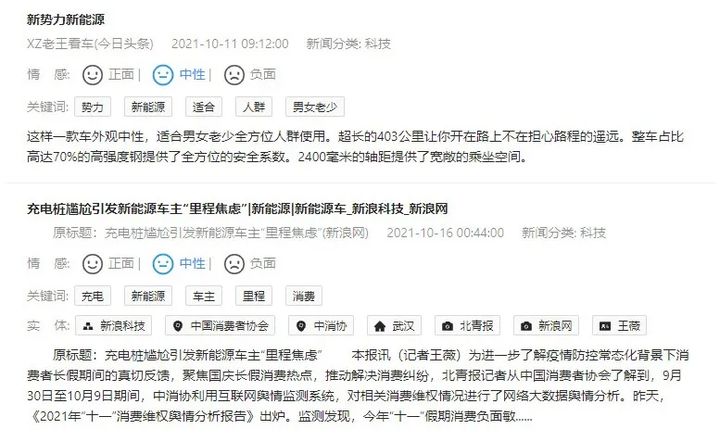 新势力新能源
XZ老王看车(今日头条) 2021-10-11 09:12:00 新闻分类: 科技
情 感: 正面 | 中性 | 负面
关键词: 势力 新能源 适合 人群 男女老少
这样一款车外观中性，适合男女老少全方位人群使用。超长的403公里让你开在路上不在担心路程的遥远。整车占比
高达70%的高强度钢提供了全方位的安全系数。2400毫米的轴距提供了宽敞的乘坐空间。
充电桩尴尬引发新能源车主“里程焦虑”|新能源|新能源车_新浪科技_新浪网
原标题：充电桩尴尬引发新能源车主“里程焦虑”(新浪网) 2021-10-16 00:44:00 新闻分类: 科技
情 感: 正面 | 中性 | 负面
关键词: 充电 新能源 车主 里程 消费
实 体: 新浪科技 中国消费者协会 中消协 武汉 北青报 新浪网 王薇
原标题：充电桩尴尬引发新能源车主“里程焦虑” 本报讯（记者王薇）为进一步了解疫情防控常态化背景下消
费者长假期间的真切反馈，聚焦国庆长假消费热点，推动解决消费纠纷，北青报记者从中国消费者协会了解到，9月
30日至10月9日期间，中消协利用互联网舆情监测系统，对相关消费维权情况进行了网络大数据舆情分析。昨天，
《2021年“十一”消费维权舆情分析报告》出炉。监测发现，今年“十一”假期消费负面敏......